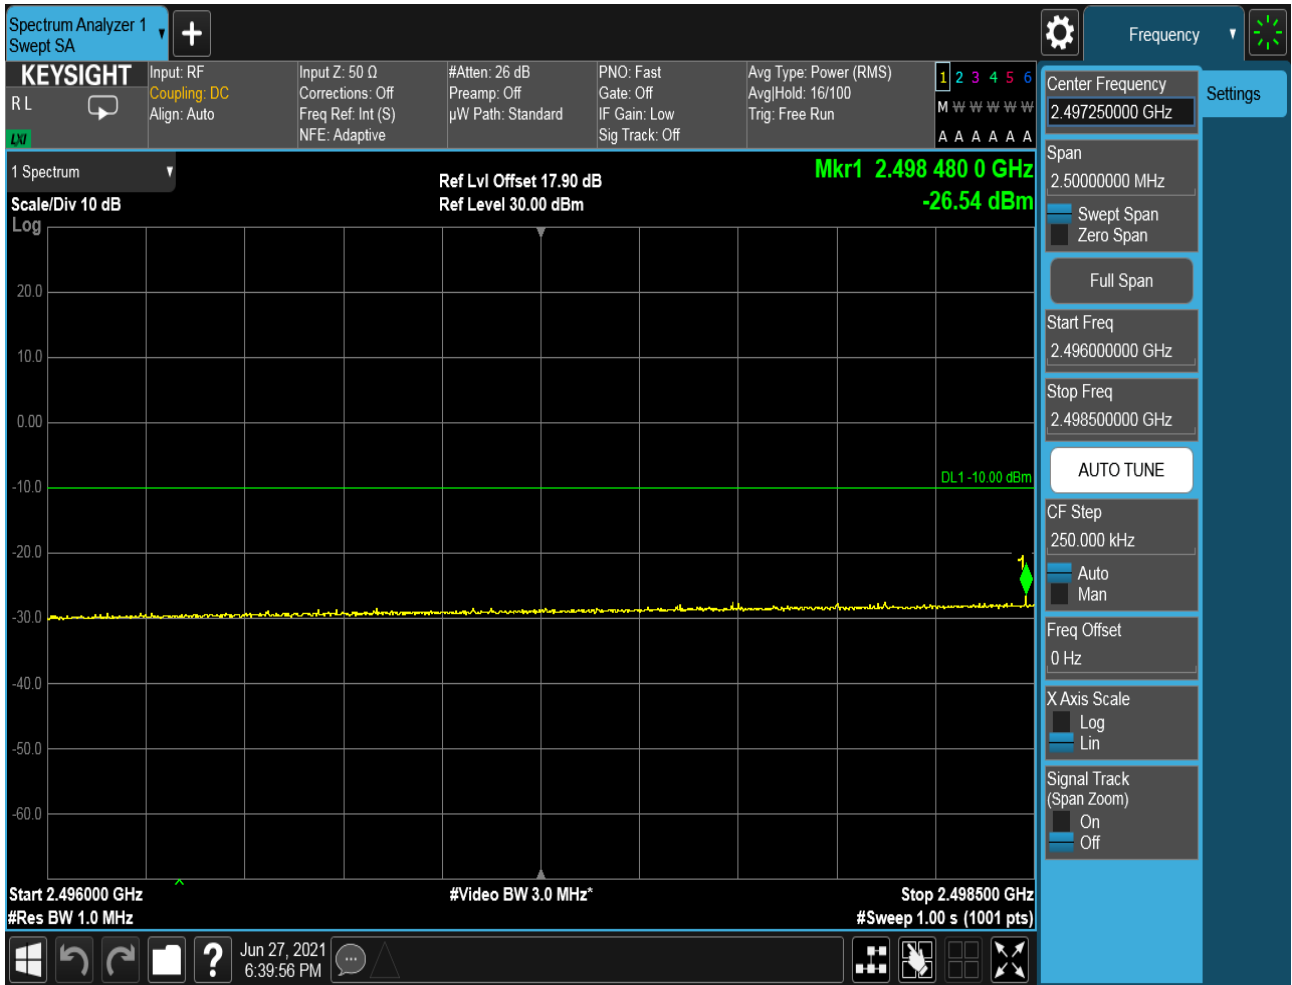 Spectrum Analyzer 1
Swept SA
Frequency
KEYSIGHT
R L
LXI
Input: RF
Coupling: DC
Align: Auto
Input Z: 50 Ω
Corrections: Off
Freq Ref: Int (S)
NFE: Adaptive
#Atten: 26 dB
Preamp: Off
µW Path: Standard
PNO: Fast
Gate: Off
IF Gain: Low
Sig Track: Off
Avg Type: Power (RMS)
Avg|Hold: 16/100
Trig: Free Run
1 2 3 4 5 6
M W W W W W
A A A A A A
1 Spectrum
Scale/Div 10 dB
Log
Ref Lvl Offset 17.90 dB
Ref Level 30.00 dBm
Mkr1 2.498 480 0 GHz
-26.54 dBm
20.0
10.0
0.00
-10.0
-20.0
-30.0
-40.0
-50.0
-60.0
DL1 -10.00 dBm
1
Start 2.496000 GHz
#Res BW 1.0 MHz
#Video BW 3.0 MHz*
Stop 2.498500 GHz
#Sweep 1.00 s (1001 pts)
Center Frequency
2.497250000 GHz
Span
2.50000000 MHz
Swept Span
Zero Span
Full Span
Start Freq
2.496000000 GHz
Stop Freq
2.498500000 GHz
AUTO TUNE
CF Step
250.000 kHz
Auto
Man
Freq Offset
0 Hz
X Axis Scale
Log
Lin
Signal Track
(Span Zoom)
On
Off
Settings
?
Jun 27, 2021
6:39:56 PM